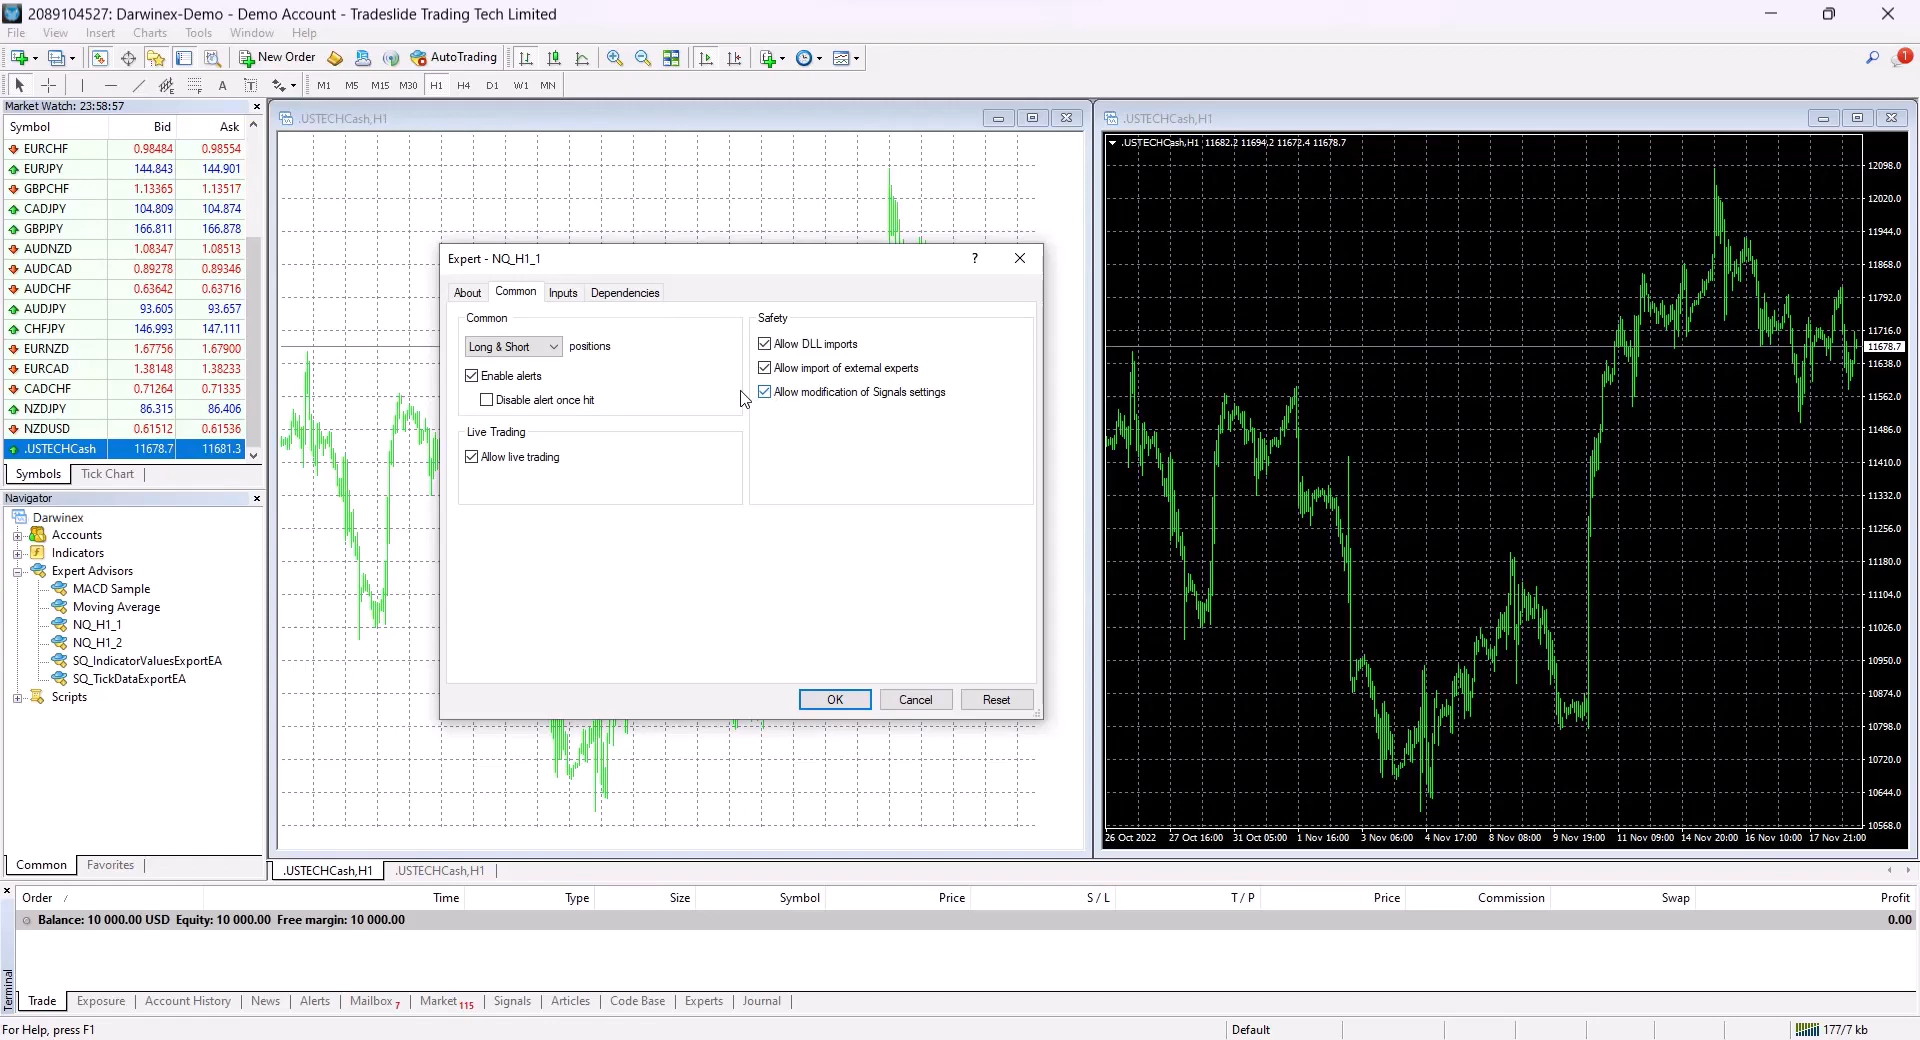 2089104527: Darwinex-Demo - Demo Account - Tradeslide Trading Tech Limited
File View Insert Charts Tools Window Help
New Order AutoTrading 1
A T M1 M5 M15 M30 H1 H4 D1 W1 MN
Market Watch: 23:58:57
Symbol Bid Ask
EURCHF 0.98484 0.98554
EURJPY 144.843 144.901
GBPCHF 1.13365 1.13517
CADJPY 104.809 104.874
GBPJPY 166.811 166.878
AUDNZD 1.08347 1.08513
AUDCAD 0.89278 0.89346
AUDCHF 0.63642 0.63716
AUDJPY 93.605 93.657
CHFJPY 146.993 147.111
EURNZD 1.67756 1.67900
EURCAD 1.38148 1.38233
CADCHF 0.71264 0.71335
NZDJPY 86.315 86.406
NZDUSD 0.61512 0.61536
.USTECHCash 11678.7 11681.3
Symbols Tick Chart
Navigator
Darwinex
Accounts
Indicators
Expert Advisors
MACD Sample
Moving Average
NQ_H1_1
NQ_H1_2
SQ_IndicatorValuesExportEA
SQ_TickDataExportEA
Scripts
Common Favorites
.USTECHCash,H1
Expert - NQ_H1_1
?
About Common Inputs Dependencies
Common
Long & Short positions
Enable alerts
Disable alert once hit
Live Trading
Allow live trading
Safety
Allow DLL imports
Allow import of external experts
Allow modification of Signals settings
OK Cancel Reset
.USTECHCash,H1
.USTECHCash,H1 11682.2 11694.2 11672.4 11678.7
12098.0
12020.0
11944.0
11868.0
11792.0
11716.0
11678.7
11638.0
11562.0
11486.0
11410.0
11332.0
11256.0
11180.0
11104.0
11026.0
10950.0
10874.0
10798.0
10720.0
10644.0
10568.0
26 Oct 2022 27 Oct 16:00 31 Oct 05:00 1 Nov 16:00 3 Nov 06:00 4 Nov 17:00 8 Nov 08:00 9 Nov 19:00 11 Nov 09:00 14 Nov 20:00 16 Nov 10:00 17 Nov 21:00
.USTECHCash,H1 .USTECHCash,H1
Order / Time Type Size Symbol Price S / L T / P Price Commission Swap Profit
Balance: 10 000.00 USD Equity: 10 000.00 Free margin: 10 000.00 0.00
Terminal
Trade Exposure Account History News Alerts Mailbox 7 Market 115 Signals Articles Code Base Experts Journal
For Help, press F1 Default 177/7 kb